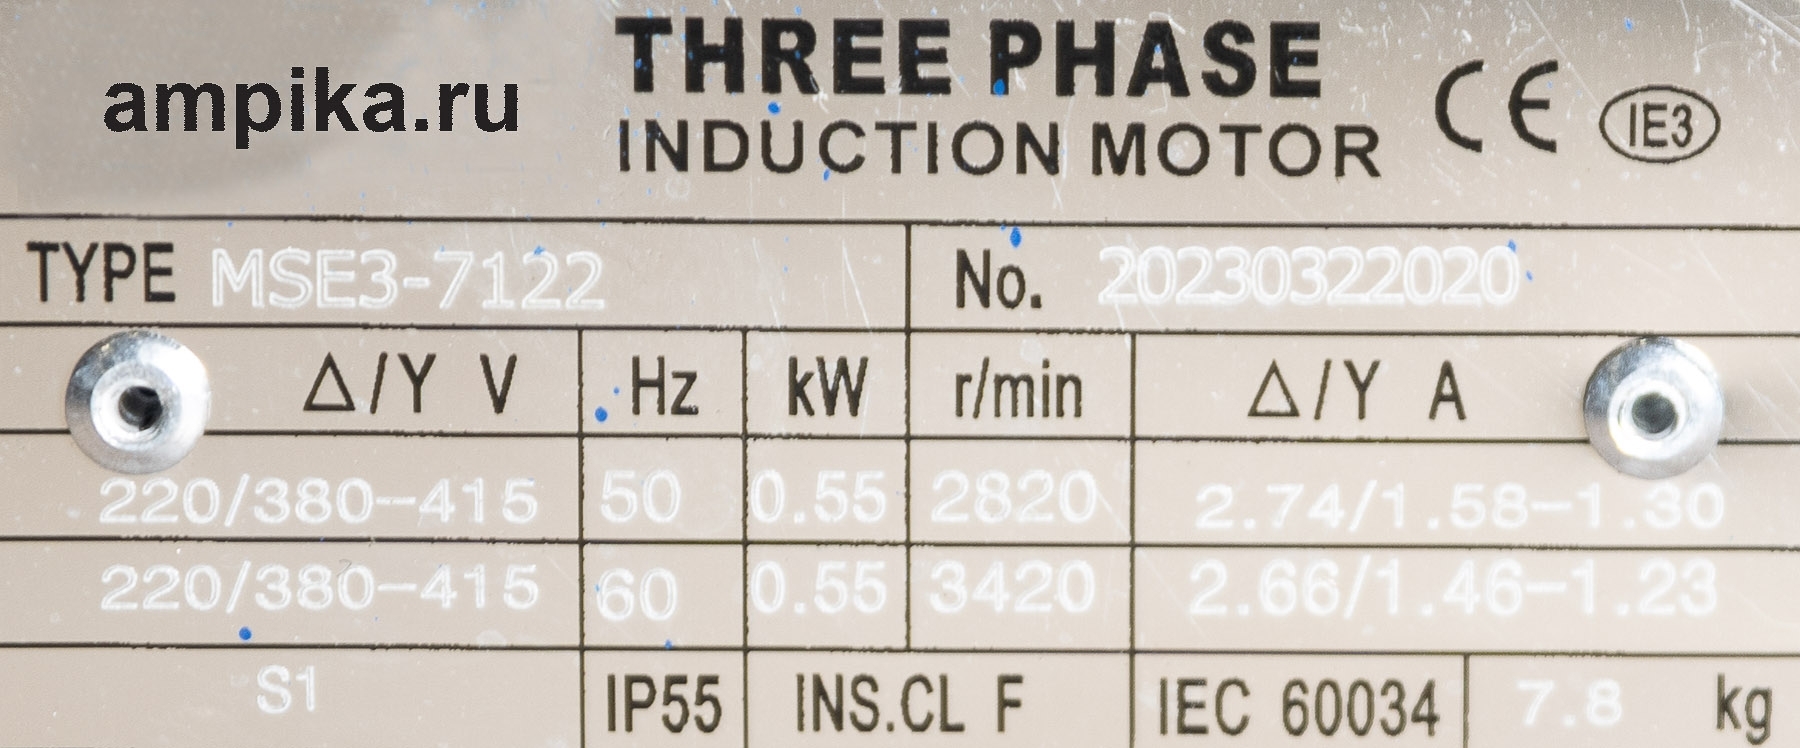 ampika.ru
THREE PHASE
INDUCTION MOTOR
CE IE3
TYPE MSE3-7122 No. 20230322020
Δ/Y V Hz kW r/min Δ/Y A
220/380-415 50 0.55 2820 2.74/1.58-1.30
220/380-415 60 0.55 3420 2.66/1.46-1.23
S1 IP55 INS.CL F IEC 60034 7.8 kg